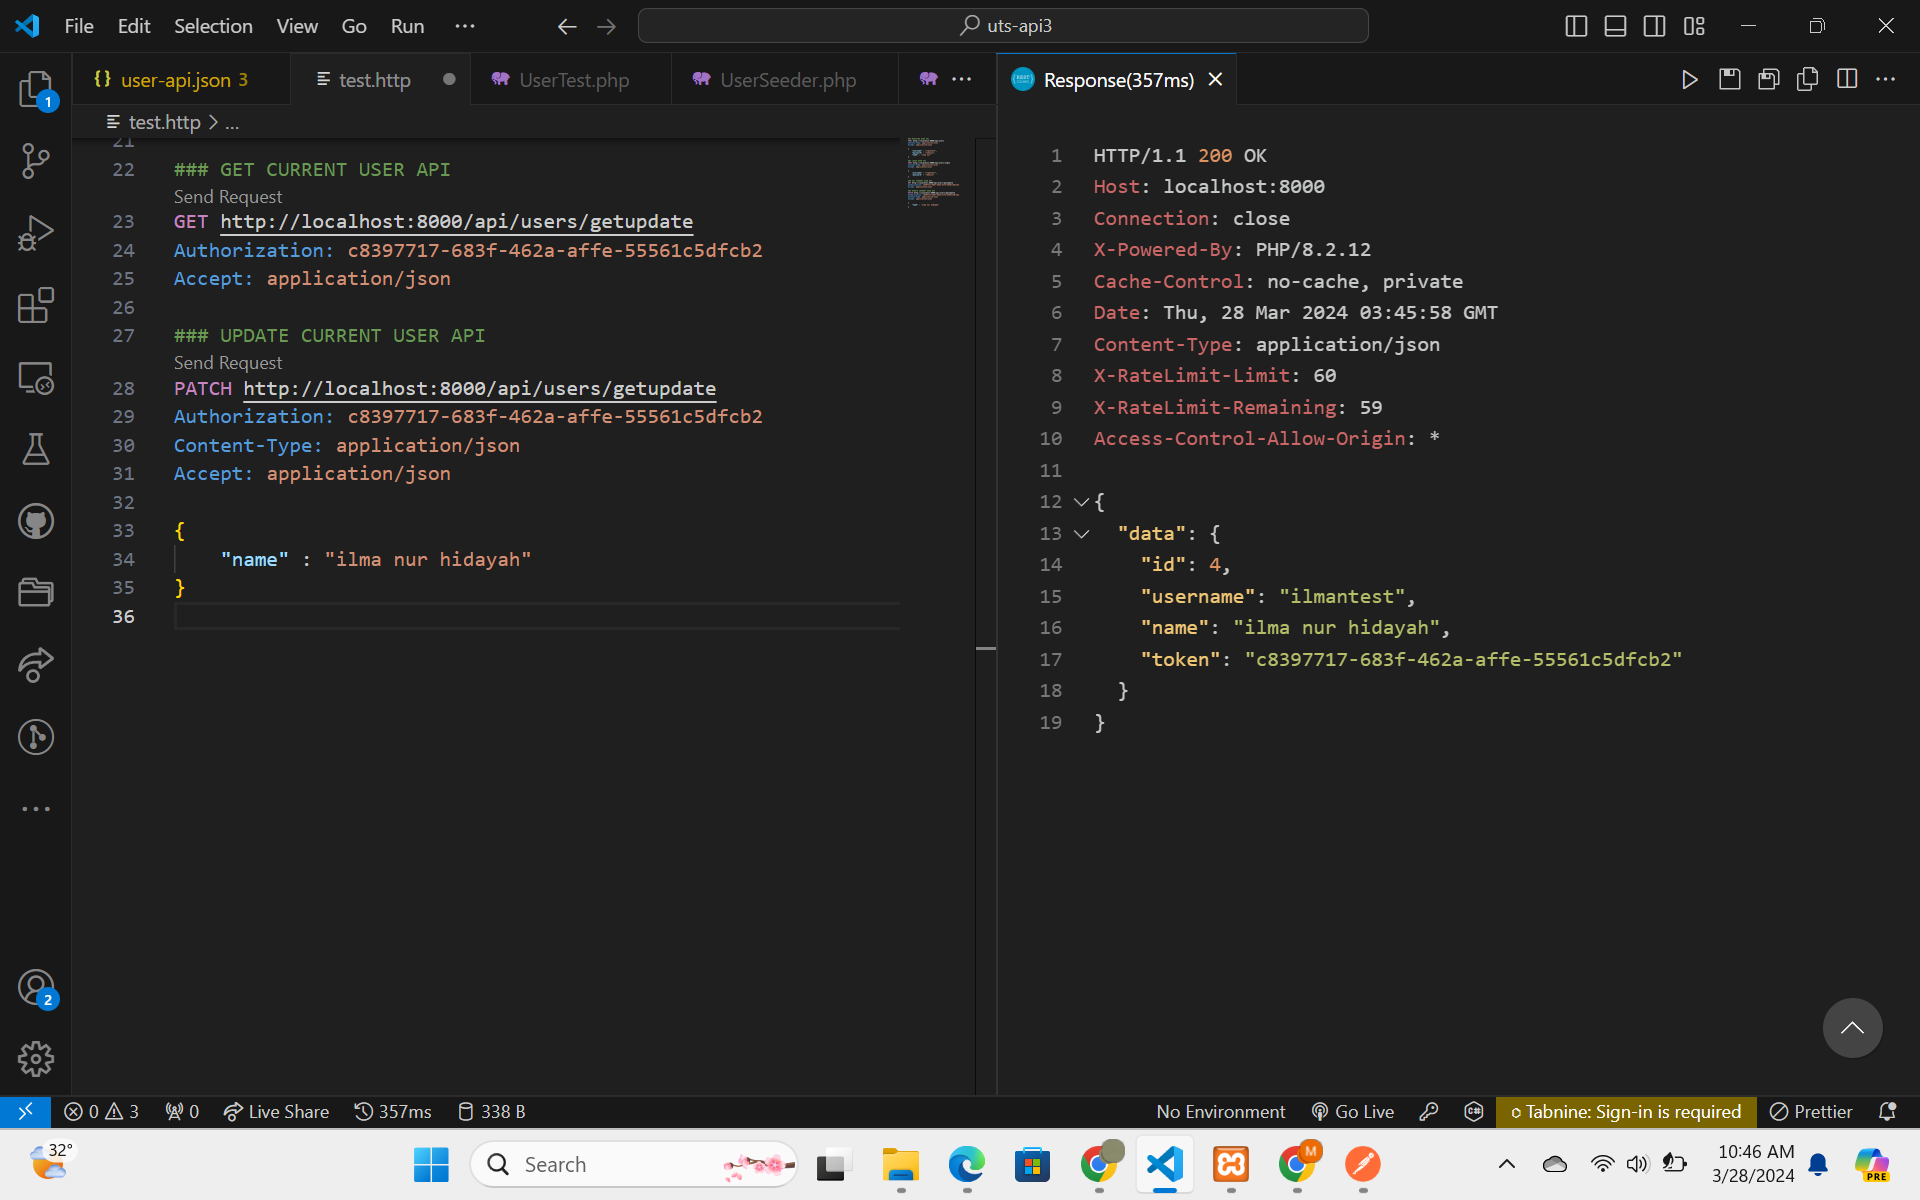 File Edit Selection View Go Run ···
uts-api3
user-api.json 3
test.http
UserTest.php
UserSeeder.php
Response(357ms)
test.http > ...
21
22 ### GET CURRENT USER API
Send Request
23 GET http://localhost:8000/api/users/getupdate
24 Authorization: c8397717-683f-462a-affe-55561c5dfcb2
25 Accept: application/json
26
27 ### UPDATE CURRENT USER API
Send Request
28 PATCH http://localhost:8000/api/users/getupdate
29 Authorization: c8397717-683f-462a-affe-55561c5dfcb2
30 Content-Type: application/json
31 Accept: application/json
32
33 {
34 "name" : "ilma nur hidayah"
35 }
36
1 HTTP/1.1 200 OK
2 Host: localhost:8000
3 Connection: close
4 X-Powered-By: PHP/8.2.12
5 Cache-Control: no-cache, private
6 Date: Thu, 28 Mar 2024 03:45:58 GMT
7 Content-Type: application/json
8 X-RateLimit-Limit: 60
9 X-RateLimit-Remaining: 59
10 Access-Control-Allow-Origin: *
11
12 {
13 "data": {
14 "id": 4,
15 "username": "ilmantest",
16 "name": "ilma nur hidayah",
17 "token": "c8397717-683f-462a-affe-55561c5dfcb2"
18 }
19 }
1
2
0 3 0 Live Share 357ms 338 B
No Environment Go Live Tabnine: Sign-in is required Prettier
32°
Search
M
10:46 AM
3/28/2024
PRE